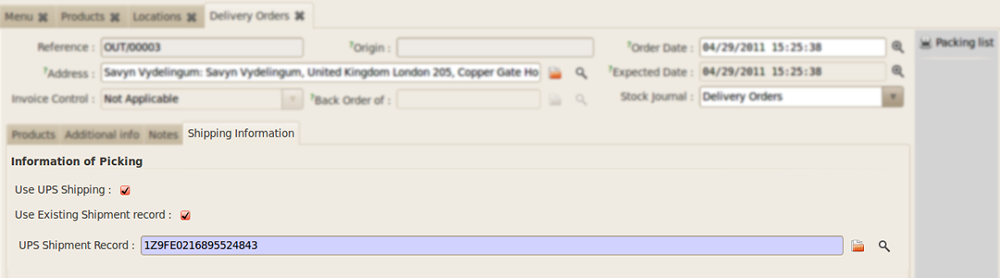 Menu Products Locations Delivery Orders
Reference : OUT/00003 ?Origin : ?Order Date : 04/29/2011 15:25:38 Packing list
?Address : Savyn Vydelingum: Savyn Vydelingum, United Kingdom London 205, Copper Gate Ho ?Expected Date : 04/29/2011 15:25:38
Invoice Control : Not Applicable ?Back Order of : Stock Journal : Delivery Orders
Products Additional info Notes Shipping Information
Information of Picking
Use UPS Shipping :
Use Existing Shipment record :
UPS Shipment Record : 1Z9FE0216895524843